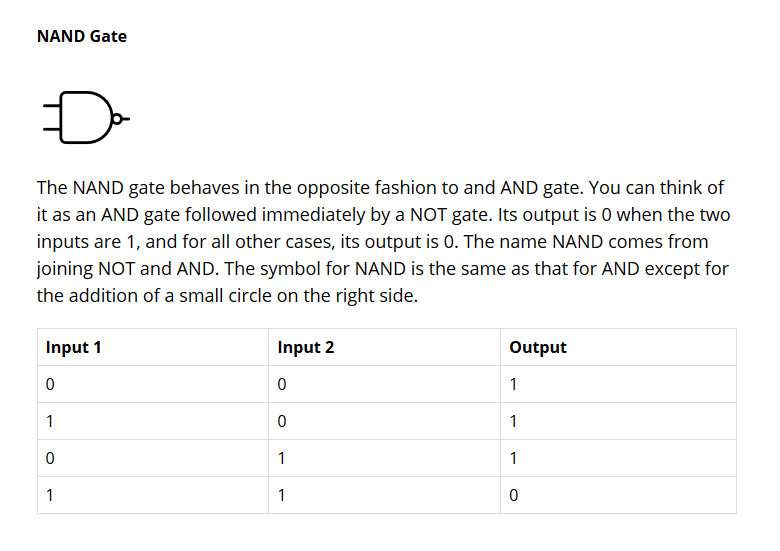 NAND Gate
The NAND gate behaves in the opposite fashion to and AND gate. You can think of
it as an AND gate followed immediately by a NOT gate. Its output is 0 when the two
inputs are 1, and for all other cases, its output is 0. The name NAND comes from
joining NOT and AND. The symbol for NAND is the same as that for AND except for
the addition of a small circle on the right side.
Input 1 Input 2 Output
0 0 1
1 0 1
0 1 1
1 1 0